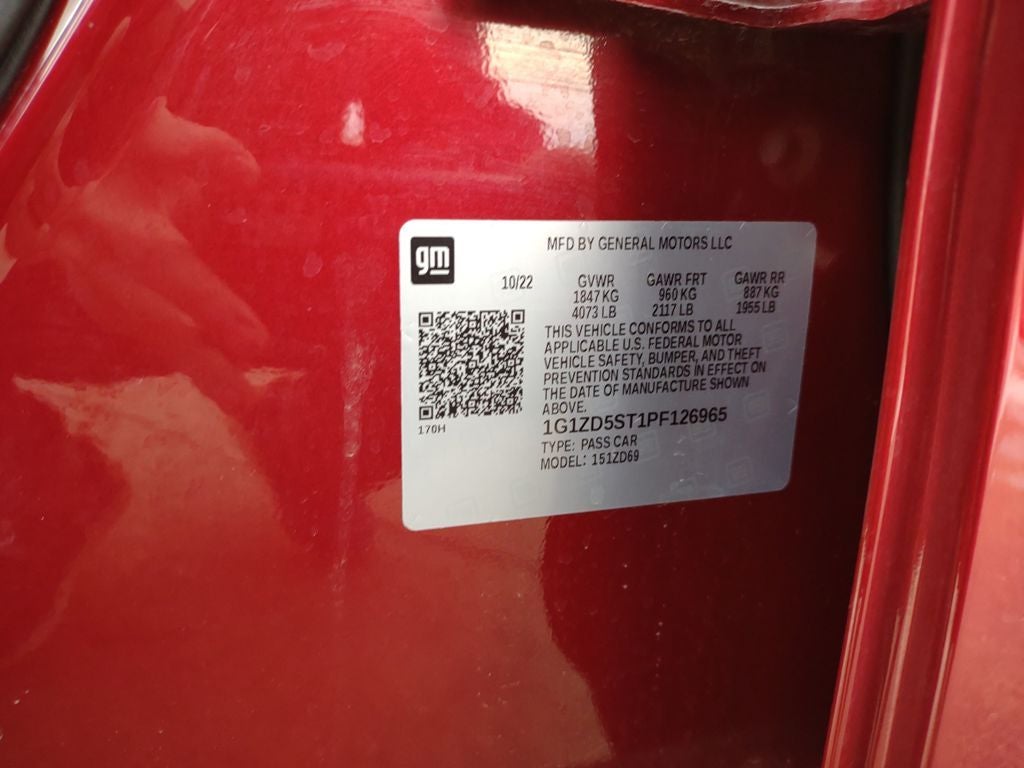 gm
MFD BY GENERAL MOTORS LLC
10/22 GVWR GAWR FRT GAWR RR
1847 KG 960 KG 887 KG
4073 LB 2117 LB 1955 LB
THIS VEHICLE CONFORMS TO ALL
APPLICABLE U.S. FEDERAL MOTOR
VEHICLE SAFETY, BUMPER, AND THEFT
PREVENTION STANDARDS IN EFFECT ON
THE DATE OF MANUFACTURE SHOWN
ABOVE.
170H
1G1ZD5ST1PF126965
TYPE: PASS CAR
MODEL: 151ZD69